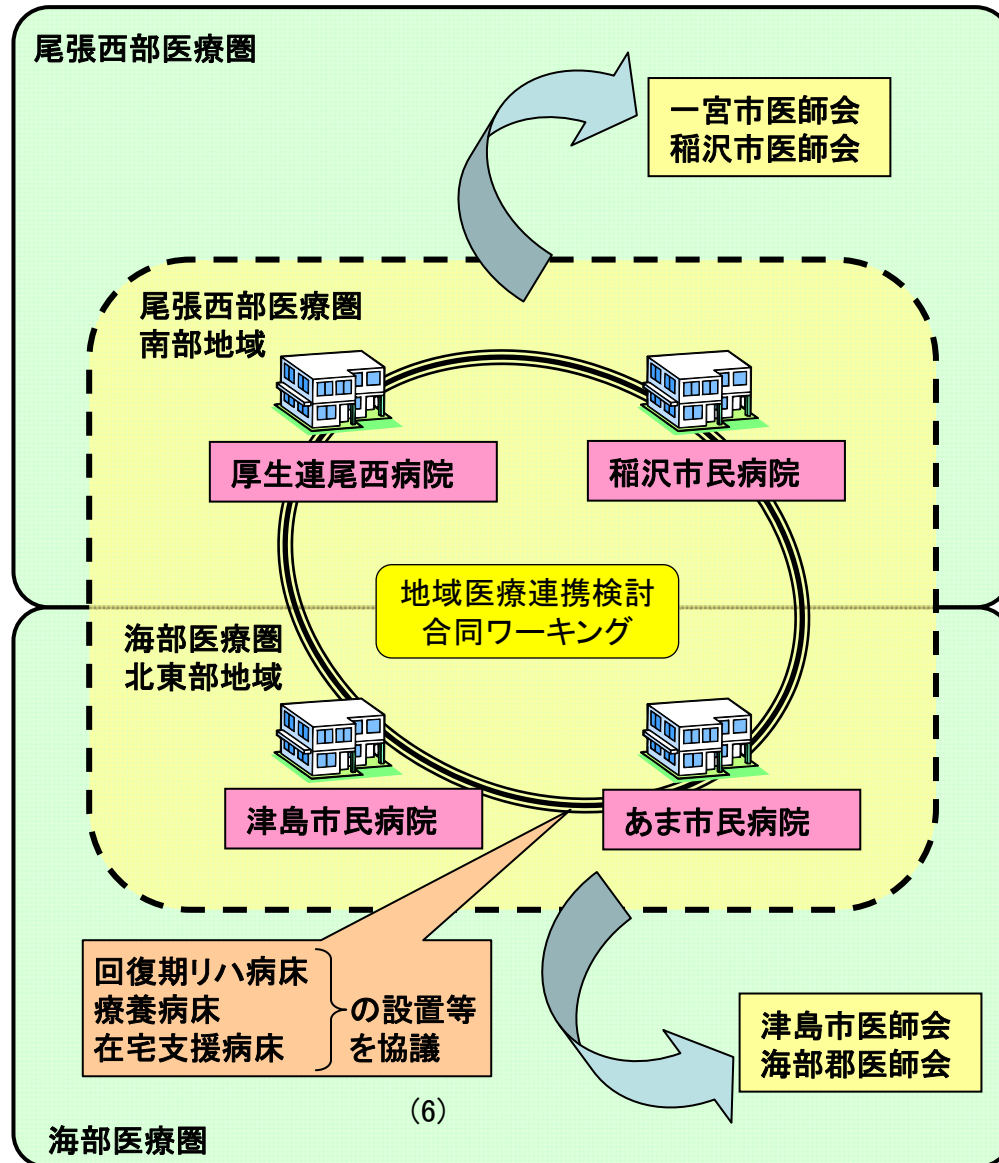 尾張西部医療圏
一宮市医師会
稲沢市医師会
尾張西部医療圏
南部地域
厚生連尾西病院
稲沢市民病院
地域医療連携検討
合同ワーキング
海部医療圏
北東部地域
津島市民病院
あま市民病院
回復期リハ病床
療養病床
在宅支援病床
の設置等
を協議
津島市医師会
海部郡医師会
(6)
海部医療圏